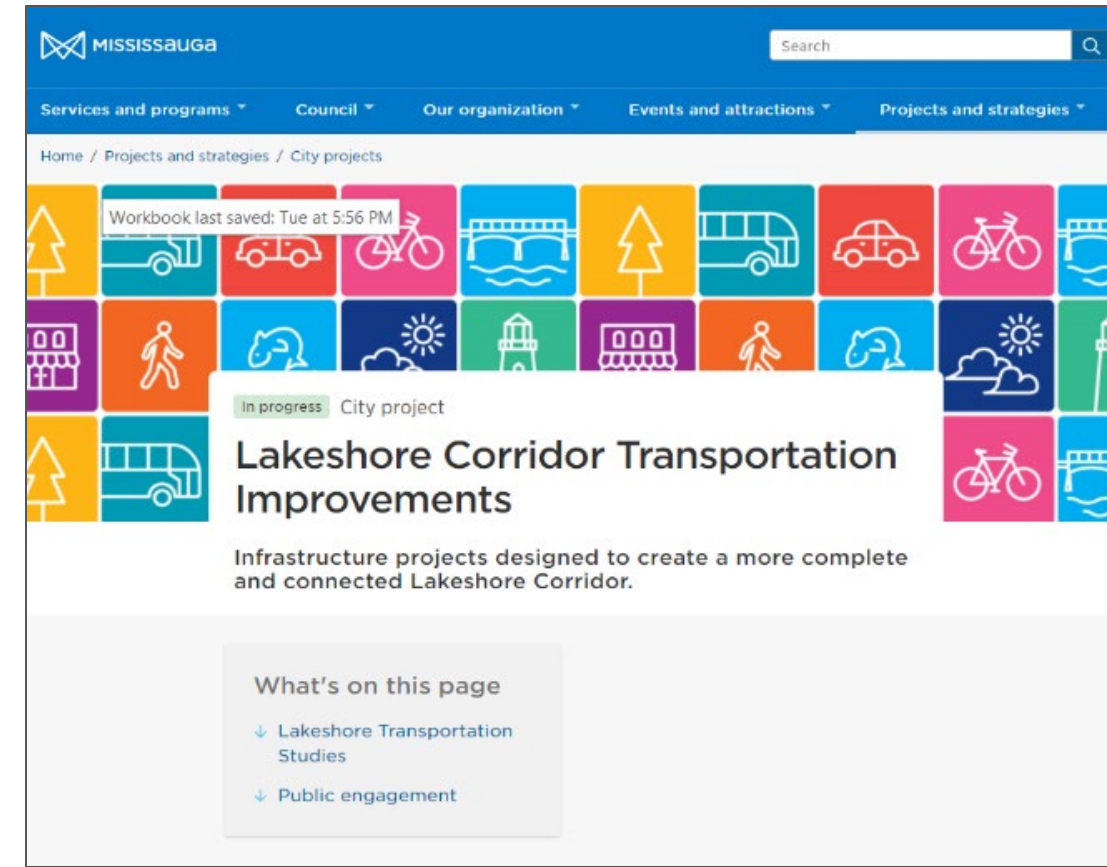 MISSISSAUGA
Search
Services and programs Council Our organization Events and attractions Projects and strategies
Home / Projects and strategies / City projects
Workbook last saved: Tue at 5:56 PM
In progress City project
Lakeshore Corridor Transportation
Improvements
Infrastructure projects designed to create a more complete
and connected Lakeshore Corridor.
What's on this page
↓ Lakeshore Transportation
Studies
↓ Public engagement